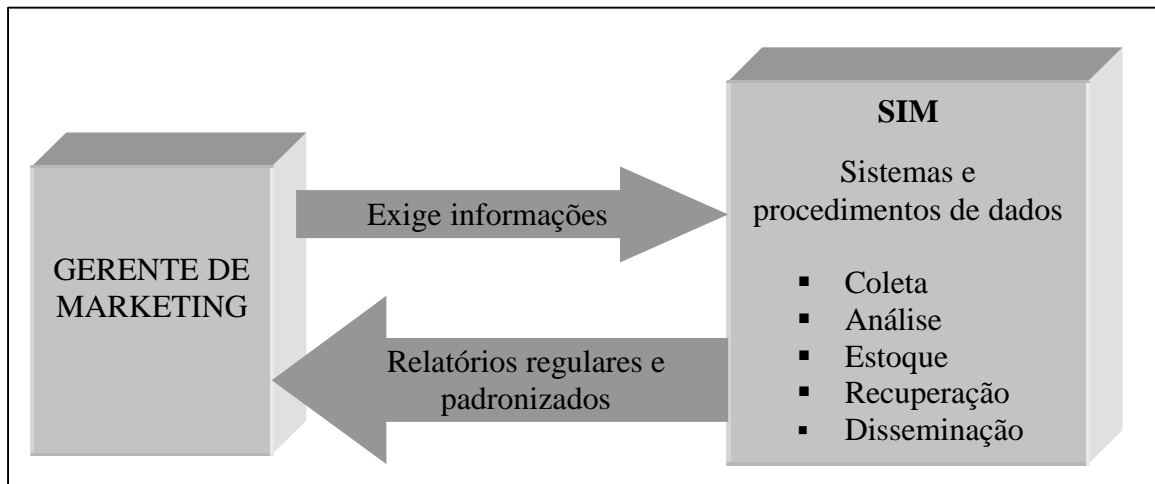 GERENTE DE
MARKETING
Exige informações
Relatórios regulares e
padronizados
SIM
Sistemas e
procedimentos de dados
▪ Coleta
▪ Análise
▪ Estoque
▪ Recuperação
▪ Disseminação